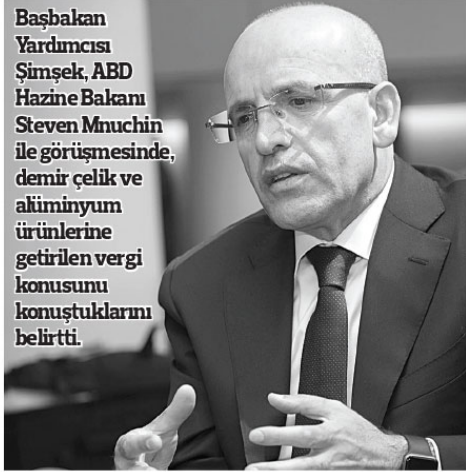 Başbakan
Yardımcısı
Şimşek, ABD
Hazine Bakanı
Steven Mnuchin
ile görüşmesinde,
demir çelik ve
alüminyum
ürünlerine
getirilen vergi
konusunu
konuştuklarını
belirtti.